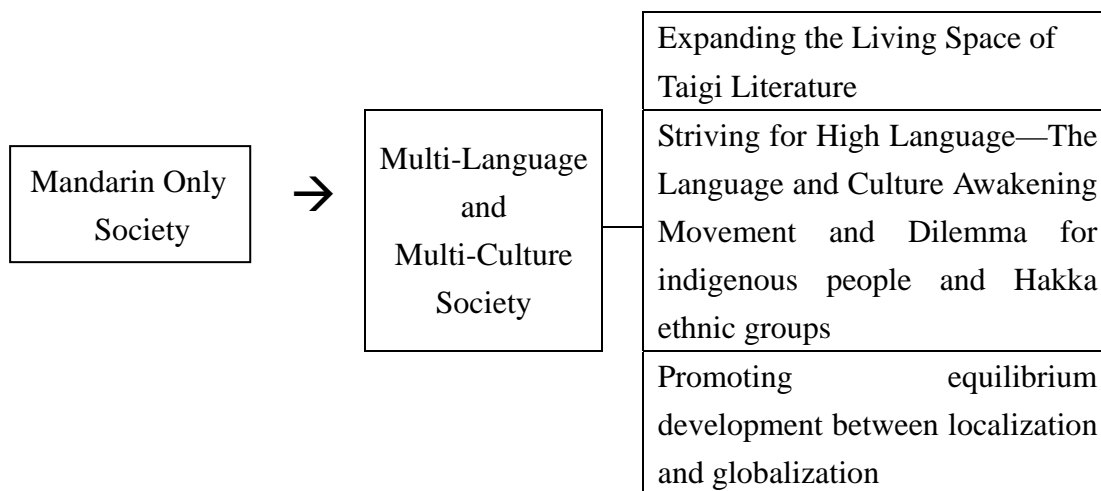 Mandarin Only
Society
→
Multi-Language
and
Multi-Culture
Society
Expanding the Living Space of
Taigi Literature
Striving for High Language—The
Language and Culture Awakening
Movement and Dilemma for
indigenous people and Hakka
ethnic groups
Promoting equilibrium
development between localization
and globalization